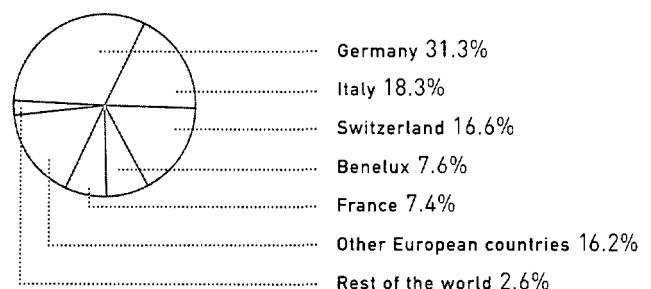 Germany 31.3%
Italy 18.3%
Switzerland 16.6%
Benelux 7.6%
France 7.4%
Other European countries 16.2%
Rest of the world 2.6%